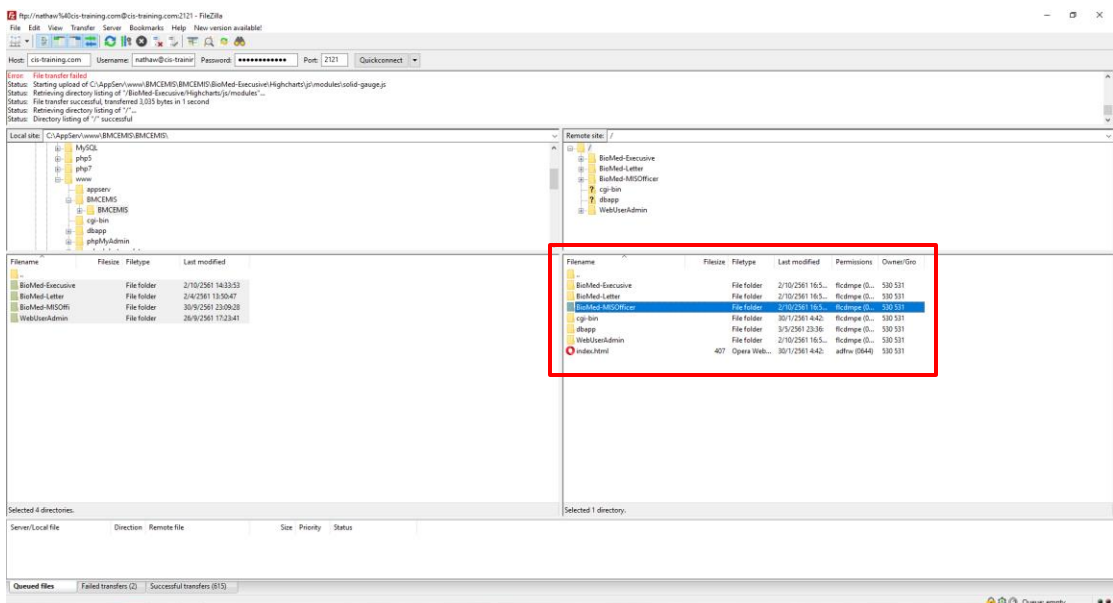 ftp://nathaw%40cis-training.com@cis-training.com:2121 - FileZilla
File Edit View Transfer Server Bookmarks Help New version available!
Host: cis-training.com Username: nathaw@cis-trainir Password: ●●●●●●●●●●●● Port: 2121 Quickconnect
Error: File transfer failed
Status: Starting upload of C:\AppServ\www\BMCEMIS\BMCEMIS\BioMed-Execusive\Highcharts\js\modules\solid-gauge.js
Status: Retrieving directory listing of "/BioMed-Execusive/Highcharts/js/modules"...
Status: File transfer successful, transferred 3,035 bytes in 1 second
Status: Retrieving directory listing of "/"...
Status: Directory listing of "/" successful
Local site: C:\AppServ\www\BMCEMIS\BMCEMIS\
MySQL
php5
php7
www
appserv
BMCEMIS
BMCEMIS
cgi-bin
dbapp
phpMyAdmin
Remote site: /
/
BioMed-Execusive
BioMed-Letter
BioMed-MISOfficer
? cgi-bin
? dbapp
WebUserAdmin
Filename Filesize Filetype Last modified
..
BioMed-Execusive File folder 2/10/2561 14:33:53
BioMed-Letter File folder 2/4/2561 13:50:47
BioMed-MISOffi File folder 30/9/2561 23:09:28
WebUserAdmin File folder 26/9/2561 17:23:41
Selected 4 directories.
Filename Filesize Filetype Last modified Permissions Owner/Gro
..
BioMed-Execusive File folder 2/10/2561 16:5... flcdmpe (0... 530 531
BioMed-Letter File folder 2/10/2561 16:5... flcdmpe (0... 530 531
BioMed-MISOfficer File folder 2/10/2561 16:5... flcdmpe (0... 530 531
cgi-bin File folder 30/1/2561 4:42: flcdmpe (0... 530 531
dbapp File folder 3/5/2561 23:36: flcdmpe (0... 530 531
WebUserAdmin File folder 2/10/2561 16:5... flcdmpe (0... 530 531
index.html 407 Opera Web... 30/1/2561 4:42: adfrw (0644) 530 531
Selected 1 directory.
Server/Local file Direction Remote file Size Priority Status
Queued files Failed transfers (2) Successful transfers (615)
Queue: empty